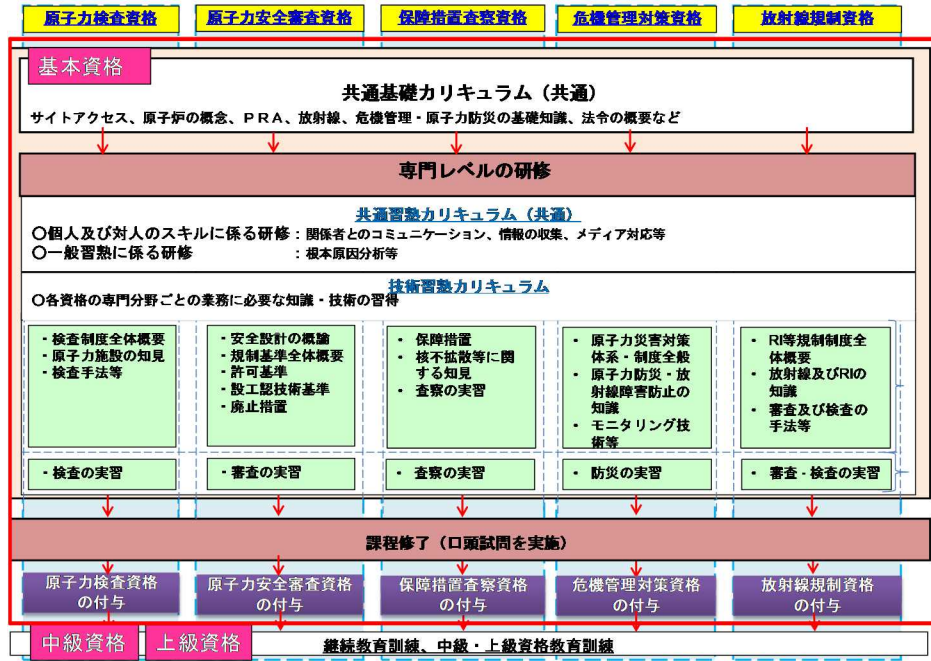 原子力検査資格
原子力安全審査資格
保障措置査察資格
危機管理対策資格
放射線規制資格
基本資格
共通基礎カリキュラム（共通）
サイトアクセス、原子炉の概念、ＰＲＡ、放射線、危機管理・原子力防災の基礎知識、法令の概要など
専門レベルの研修
共通習塾カリキュラム（共通）
○個人及び対人のスキルに係る研修：関係者とのコミュニケーション、情報の収集、メディア対応等
○一般習塾に係る研修　：根本原因分析等
技術習塾カリキュラム
○各資格の専門分野ごとの業務に必要な知識・技術の習得
・検査制度全体概要
・原子力施設の知見
・検査手法等
・安全設計の概論
・規制基準全体概要
・許可基準
・設工認技術基準
・廃止措置
・保障措置
・核不拡散等に関
する知見
・査察の実習
・原子力災害対策
体系・制度全般
・原子力防災・放
射線障害防止の
知識
・モニタリング技
術等
・RI等規制制度全
体概要
・放射線及びRIの
知識
・審査及び検査の
手法等
・検査の実習
・審査の実習
・査察の実習
・防災の実習
・審査・検査の実習
課程修了（口頭試問を実施）
原子力検査資格
の付与
原子力安全審査資格
の付与
保障措置査察資格
の付与
危機管理対策資格
の付与
放射線規制資格
の付与
中級資格
上級資格
継続教育訓練、中級・上級資格教育訓練